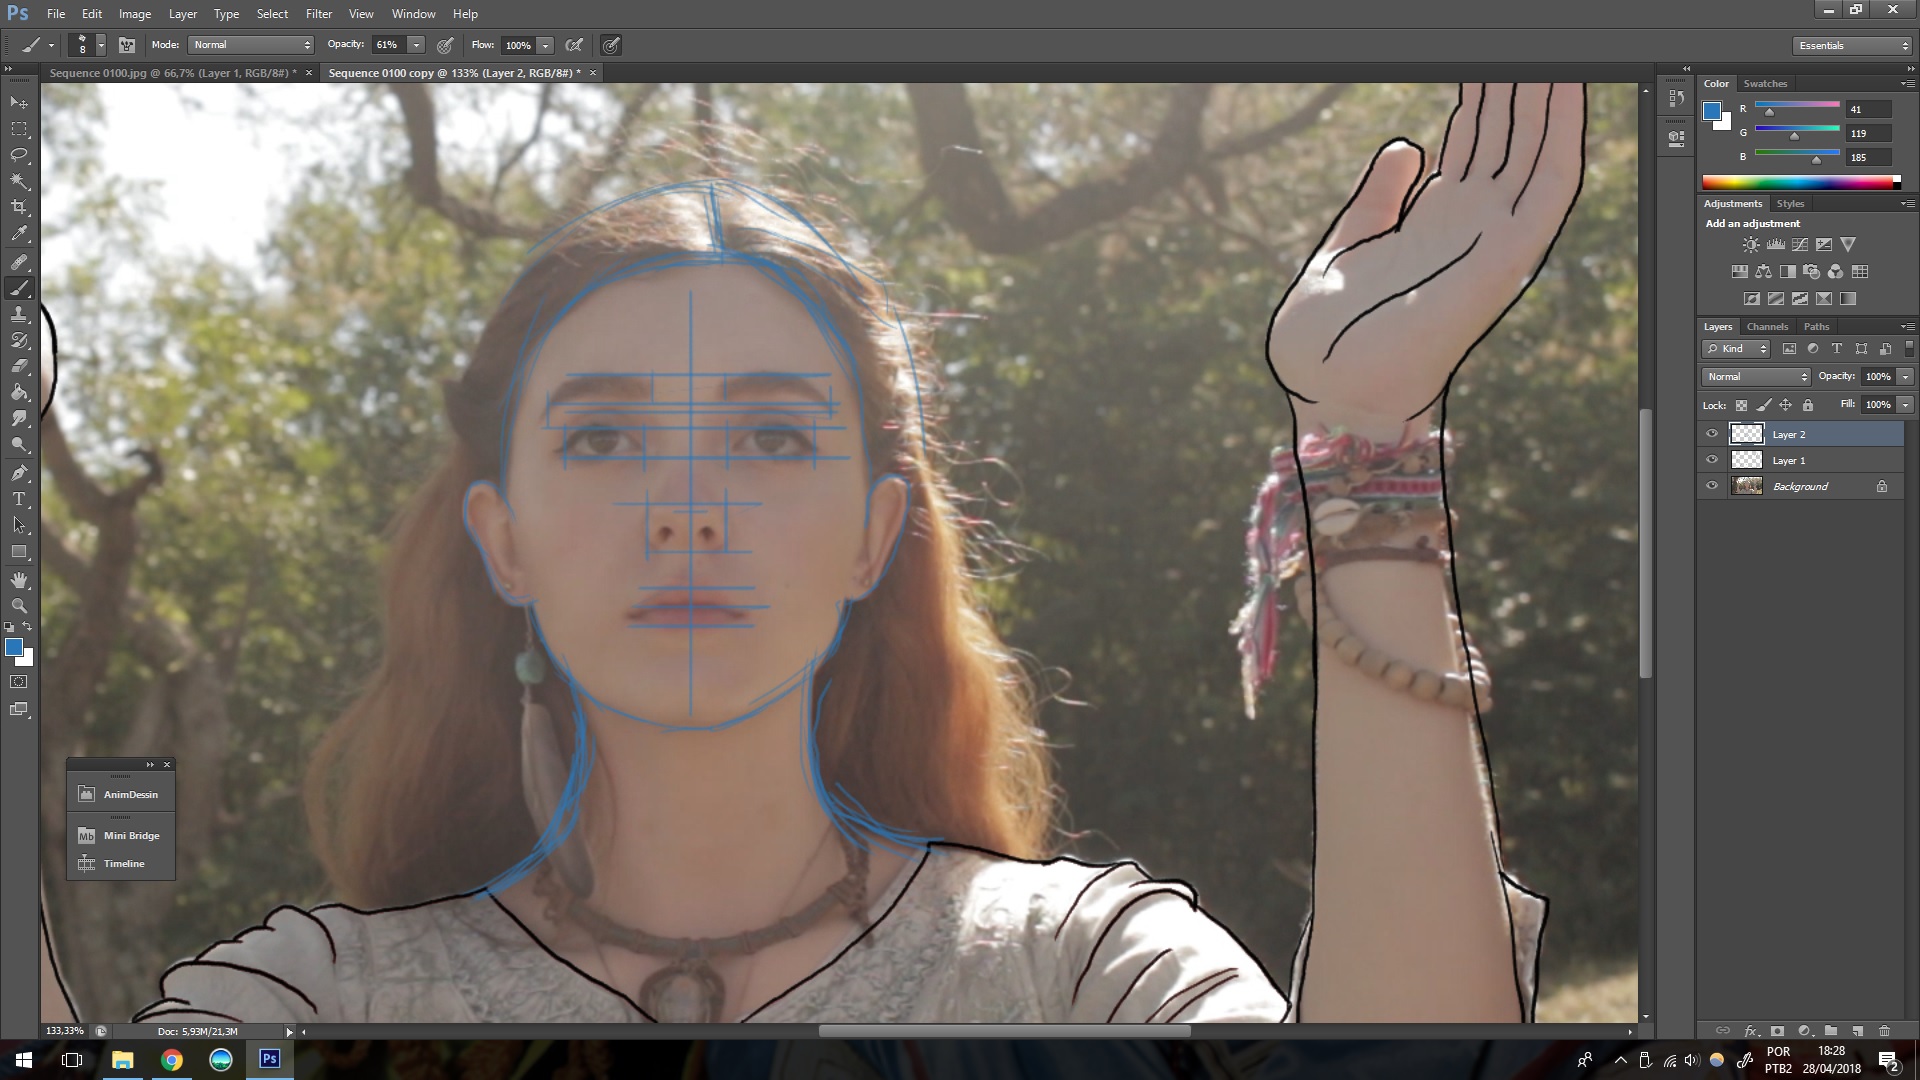 Ps File Edit Image Layer Type Select Filter View Window Help
8 Mode: Normal Opacity: 61% Flow: 100% Essentials
Sequence 0100.jpg @ 66,7% (Layer 1, RGB/8#) * × Sequence 0100 copy @ 133% (Layer 2, RGB/8#) * ×
Color Swatches
R 41
G 119
B 185
Adjustments Styles
Add an adjustment
Layers Channels Paths
Kind
Normal Opacity: 100%
Lock: Fill: 100%
Layer 2
Layer 1
Background
AnimDessin
Mb Mini Bridge
Timeline
133,33% Doc: 5,93M/21,3M
fx
Ps
POR 18:28
PTB2 28/04/2018 2